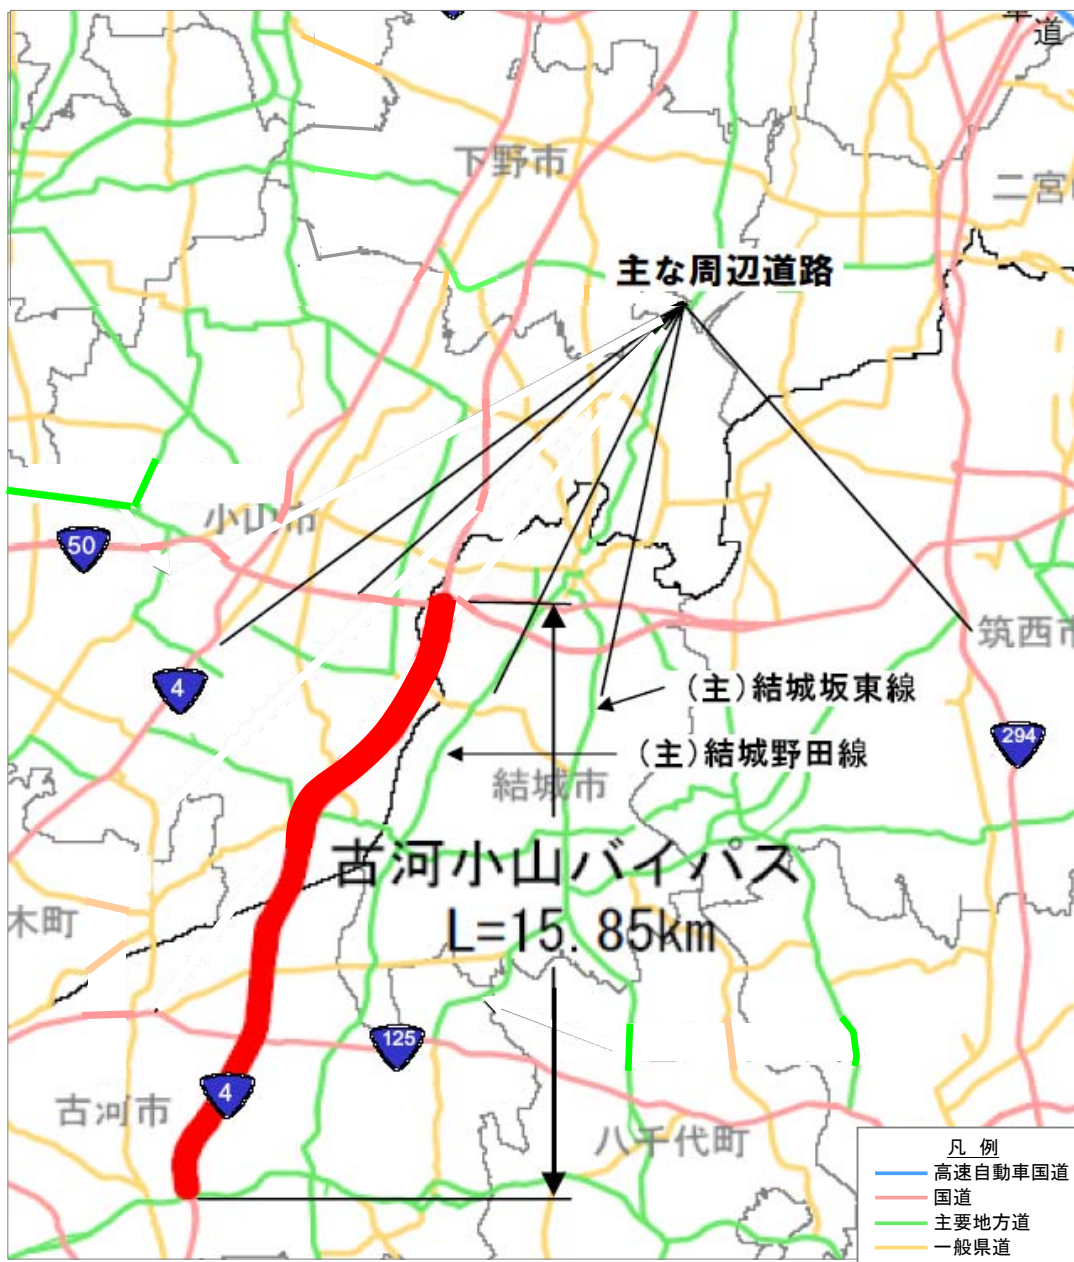 道
下野市
二宮
主な周辺道路
小山市
50
筑西市
4
(主)結城坂東線
294
(主)結城野田線
結城市
古河小山バイパス
L=15.85km
木町
125
4
古河市
八千代町
凡 例
高速自動車国道
国道
主要地方道
一般県道